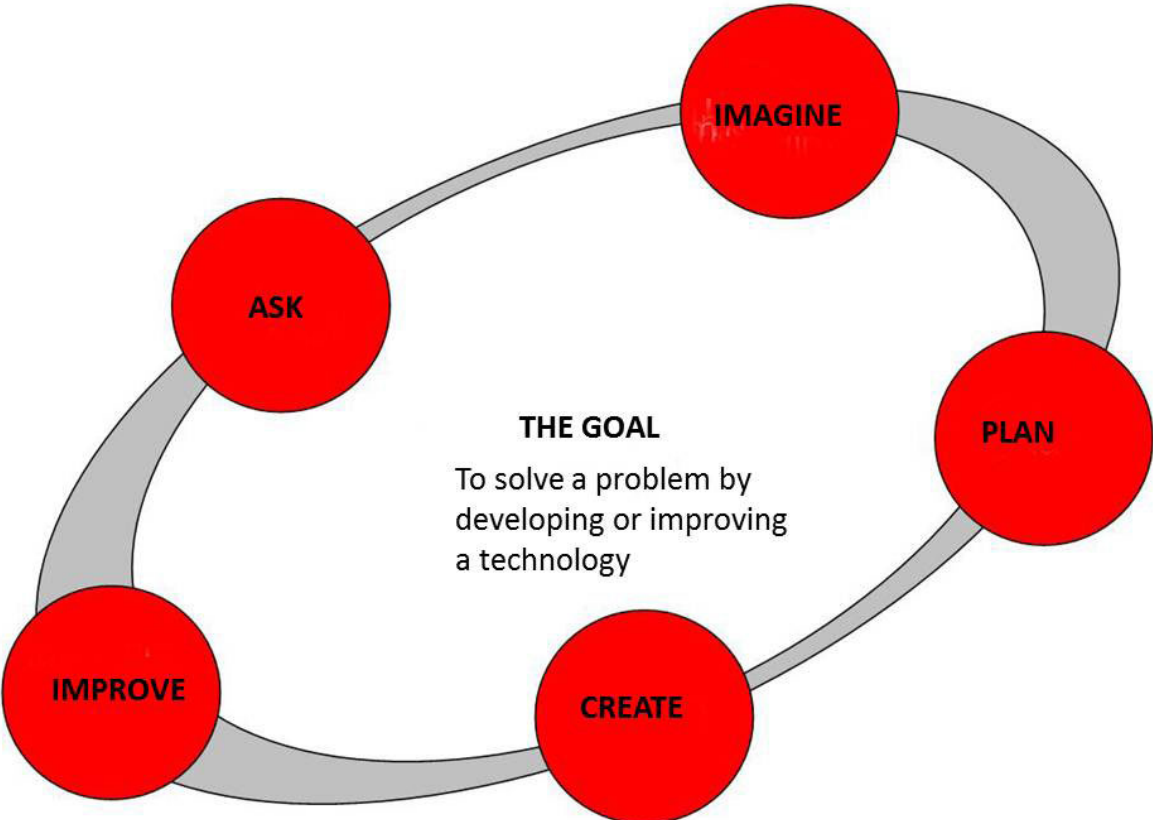 IMAGINE
ASK
THE GOAL
To solve a problem by
developing or improving
a technology
PLAN
IMPROVE
CREATE